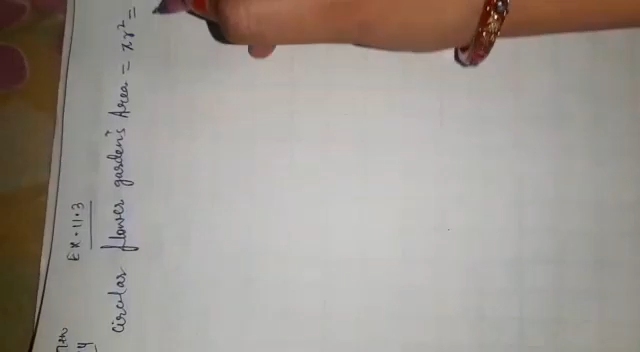 Ex-11.3
Circular flower garden's Area = πr² =